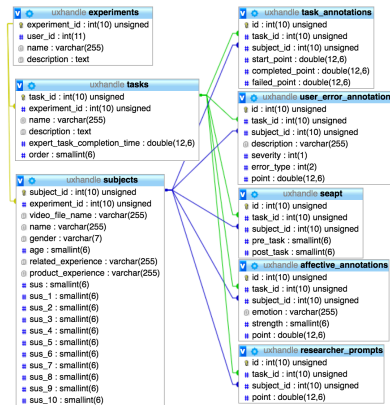 uxhandle experiments
experiment_id : int(10) unsigned
user_id : int(11)
name : varchar(255)
description : text
uxhandle tasks
task_id : int(10) unsigned
experiment_id : int(10) unsigned
name : varchar(255)
description : text
expert_task_completion_time : double(12,6)
order : smallint(6)
uxhandle subjects
subject_id : int(10) unsigned
experiment_id : int(10) unsigned
video_file_name : varchar(255)
name : varchar(255)
gender : varchar(7)
age : smallint(6)
related_experience : varchar(255)
product_experience : varchar(255)
sus : smallint(6)
sus_1 : smallint(6)
sus_2 : smallint(6)
sus_3 : smallint(6)
sus_4 : smallint(6)
sus_5 : smallint(6)
sus_6 : smallint(6)
sus_7 : smallint(6)
sus_8 : smallint(6)
sus_9 : smallint(6)
sus_10 : smallint(6)
uxhandle task_annotations
id : int(10) unsigned
task_id : int(10) unsigned
subject_id : int(10) unsigned
start_point : double(12,6)
completed_point : double(12,6)
failed_point : double(12,6)
uxhandle user_error_annotation
id : int(10) unsigned
task_id : int(10) unsigned
subject_id : int(10) unsigned
description : varchar(255)
severity : int(1)
error_type : int(2)
point : double(12,6)
uxhandle seapt
id : int(10) unsigned
task_id : int(10) unsigned
subject_id : int(10) unsigned
pre_task : smallint(6)
post_task : smallint(6)
uxhandle affective_annotations
id : int(10) unsigned
task_id : int(10) unsigned
subject_id : int(10) unsigned
emotion : varchar(255)
strength : smallint(6)
point : double(12,6)
uxhandle researcher_prompts
id : int(10) unsigned
task_id : int(10) unsigned
subject_id : int(10) unsigned
point : double(12,6)